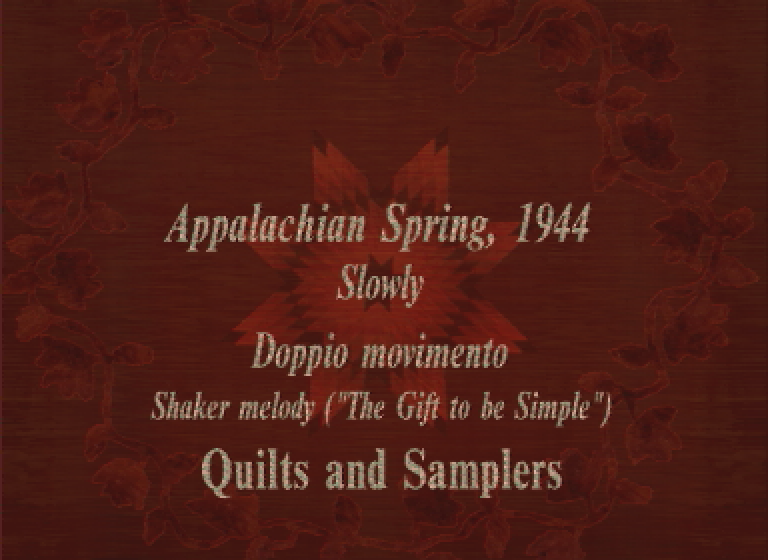 Appalachian Spring, 1944
Slowly
Doppio movimento
Shaker melody ("The Gift to be Simple")
Quilts and Samplers